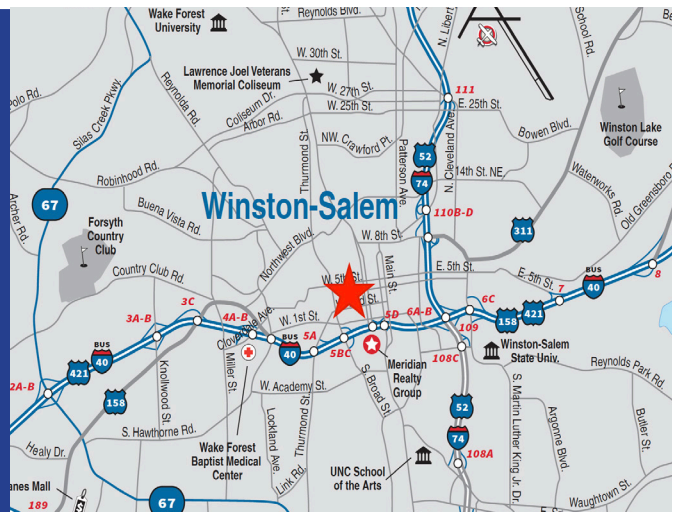 Wake Forest
University
Reynolds Blvd.
N. Libert
School Rd.
W. 30th St.
Lawrence Joel Veterans
Memorial Coliseum
W. 27th St.
111
Polo Rd.
Silas Creek Pkwy.
Reynolda Rd.
Coliseum Dr.
W. 25th St.
E. 25th St.
Arbor Rd.
Bowen Blvd.
Winston Lake
Golf Course
NW. Crawford Pt.
Thurmond St.
Patterson Ave.
N. Cleveland Ave.
52
74
14th St. NE.
Robinhood Rd.
Waterworks Rd.
Old Greensboro
67
Archer Rd.
Buena Vista Rd.
Winston-Salem
110B-D
Forsyth
Country
Club
Northwest Blvd.
W. 8th St.
311
Main St.
Country Club Rd.
W. 5th St.
E. 5th St.
E. 5th St.
7
BUS
40
8
3C
4A-B
W. 1st St.
5D
6A-B
6C
158
421
3A-B
Cloverdale Ave.
5A
5BC
109
108C
BUS
40
421
BUS
40
Miller St.
Meridian
Realty
Group
Winston-Salem
State Univ.
Reynolds Park Rd.
2A-B
158
Knollwood St.
W. Academy St.
S. Broad St.
52
74
S. Martin Luther King Jr. Dr.
Argonne Blvd.
Butler St.
S. Hawthorne Rd.
Lockland Ave.
Thurmond St.
Healy Dr.
Wake Forest
Baptist Medical
Center
Link Rd.
UNC School
of the Arts
108A
anes Mall
189
67
Waughtown St.